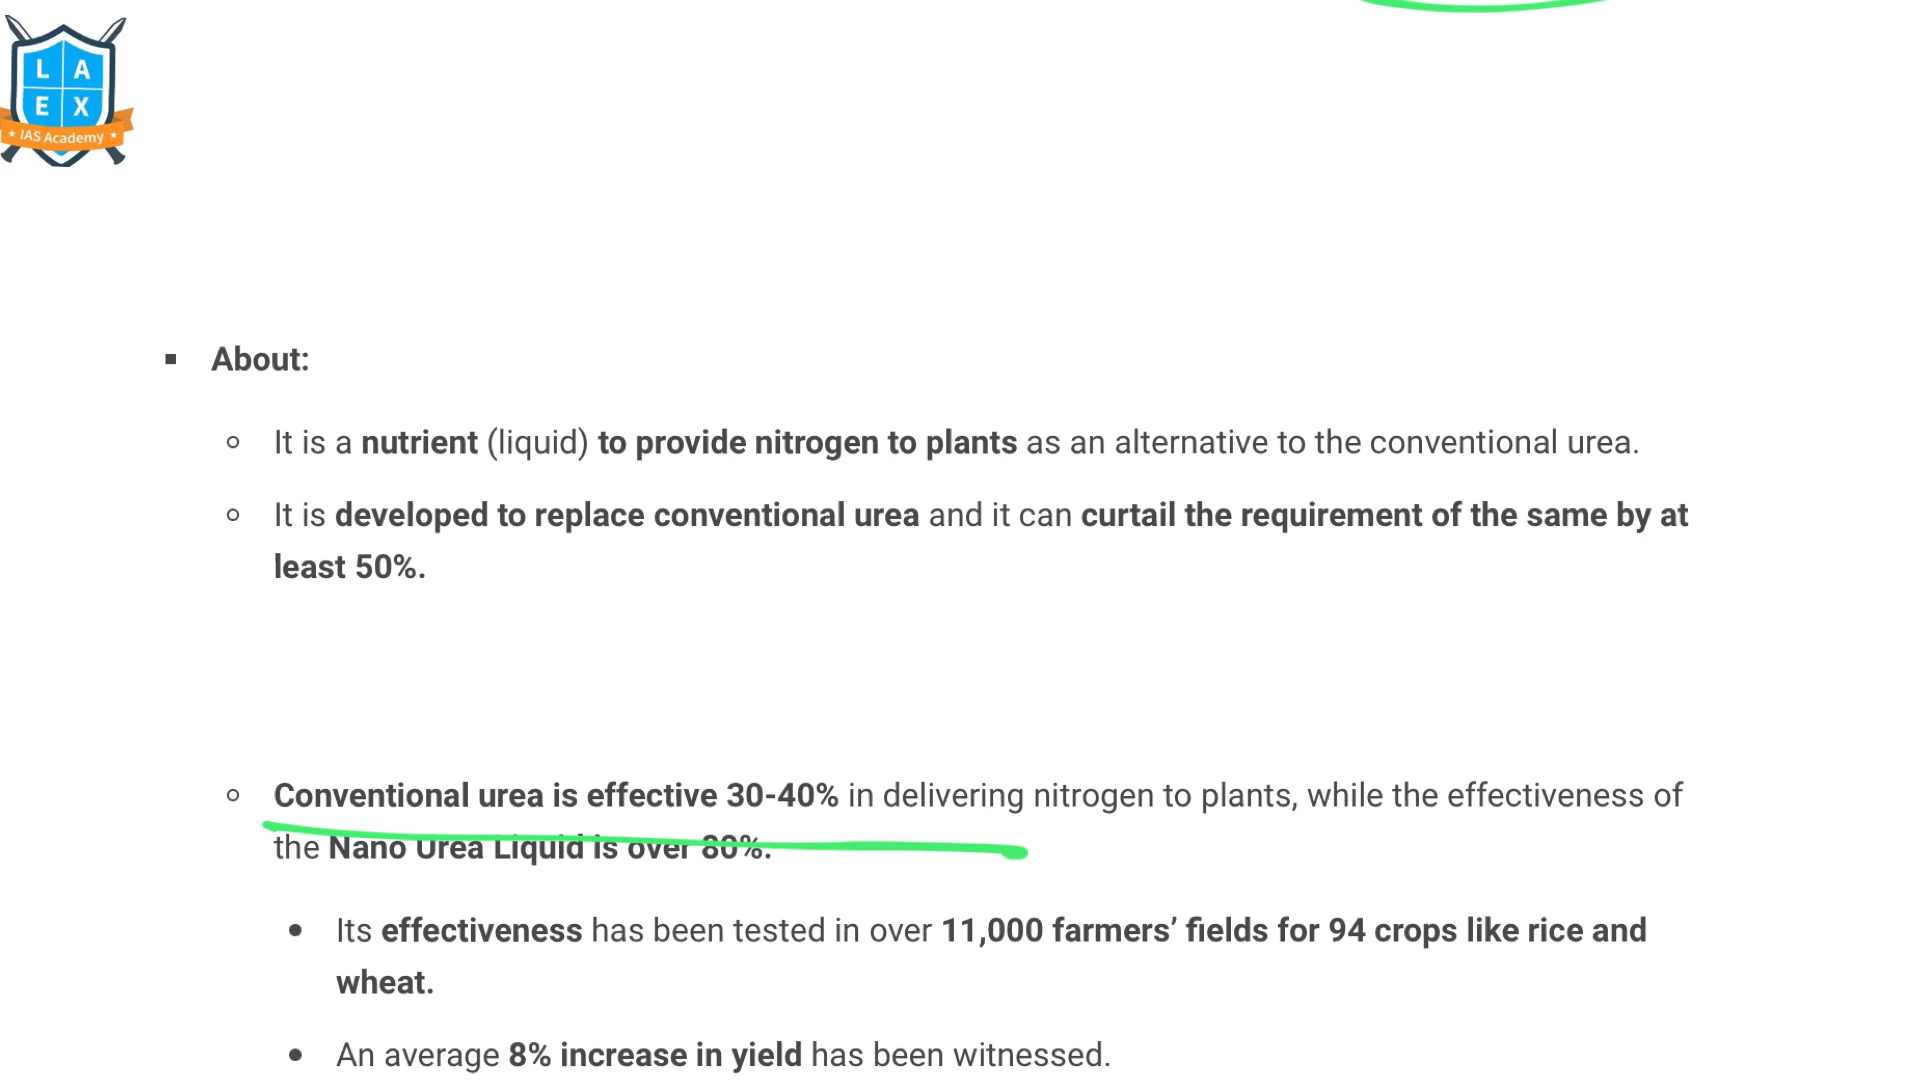 L A
E X
IAS Academy
About:
It is a nutrient (liquid) to provide nitrogen to plants as an alternative to the conventional urea.
It is developed to replace conventional urea and it can curtail the requirement of the same by at
least 50%.
Conventional urea is effective 30-40% in delivering nitrogen to plants, while the effectiveness of
the Nano Urea Liquid is over 80%.
Its effectiveness has been tested in over 11,000 farmers’ fields for 94 crops like rice and
wheat.
An average 8% increase in yield has been witnessed.